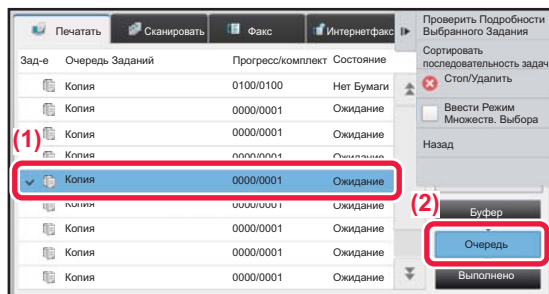 Печатать Сканировать Факс Интернетфакс
Проверить Подробности
Выбранного Задания
Сортировать
последовательность задач
Стоп/Удалить
Ввести Режим
Множеств. Выбора
Назад
Зад-е Очередь Заданий Прогресс/комплект Состояние
Копия 0100/0100 Нет Бумаги
Копия 0000/0001 Ожидание
(1)
Копия 0000/0001 Ожидание
Копия 0000/0001 Ожидание
Копия 0000/0001 Ожидание
Копия 0000/0001 Ожидание
Копия 0000/0001 Ожидание
Копия 0000/0001 Ожидание
Копия 0000/0001 Ожидание
(2)
Буфер
Очередь
Выполнено